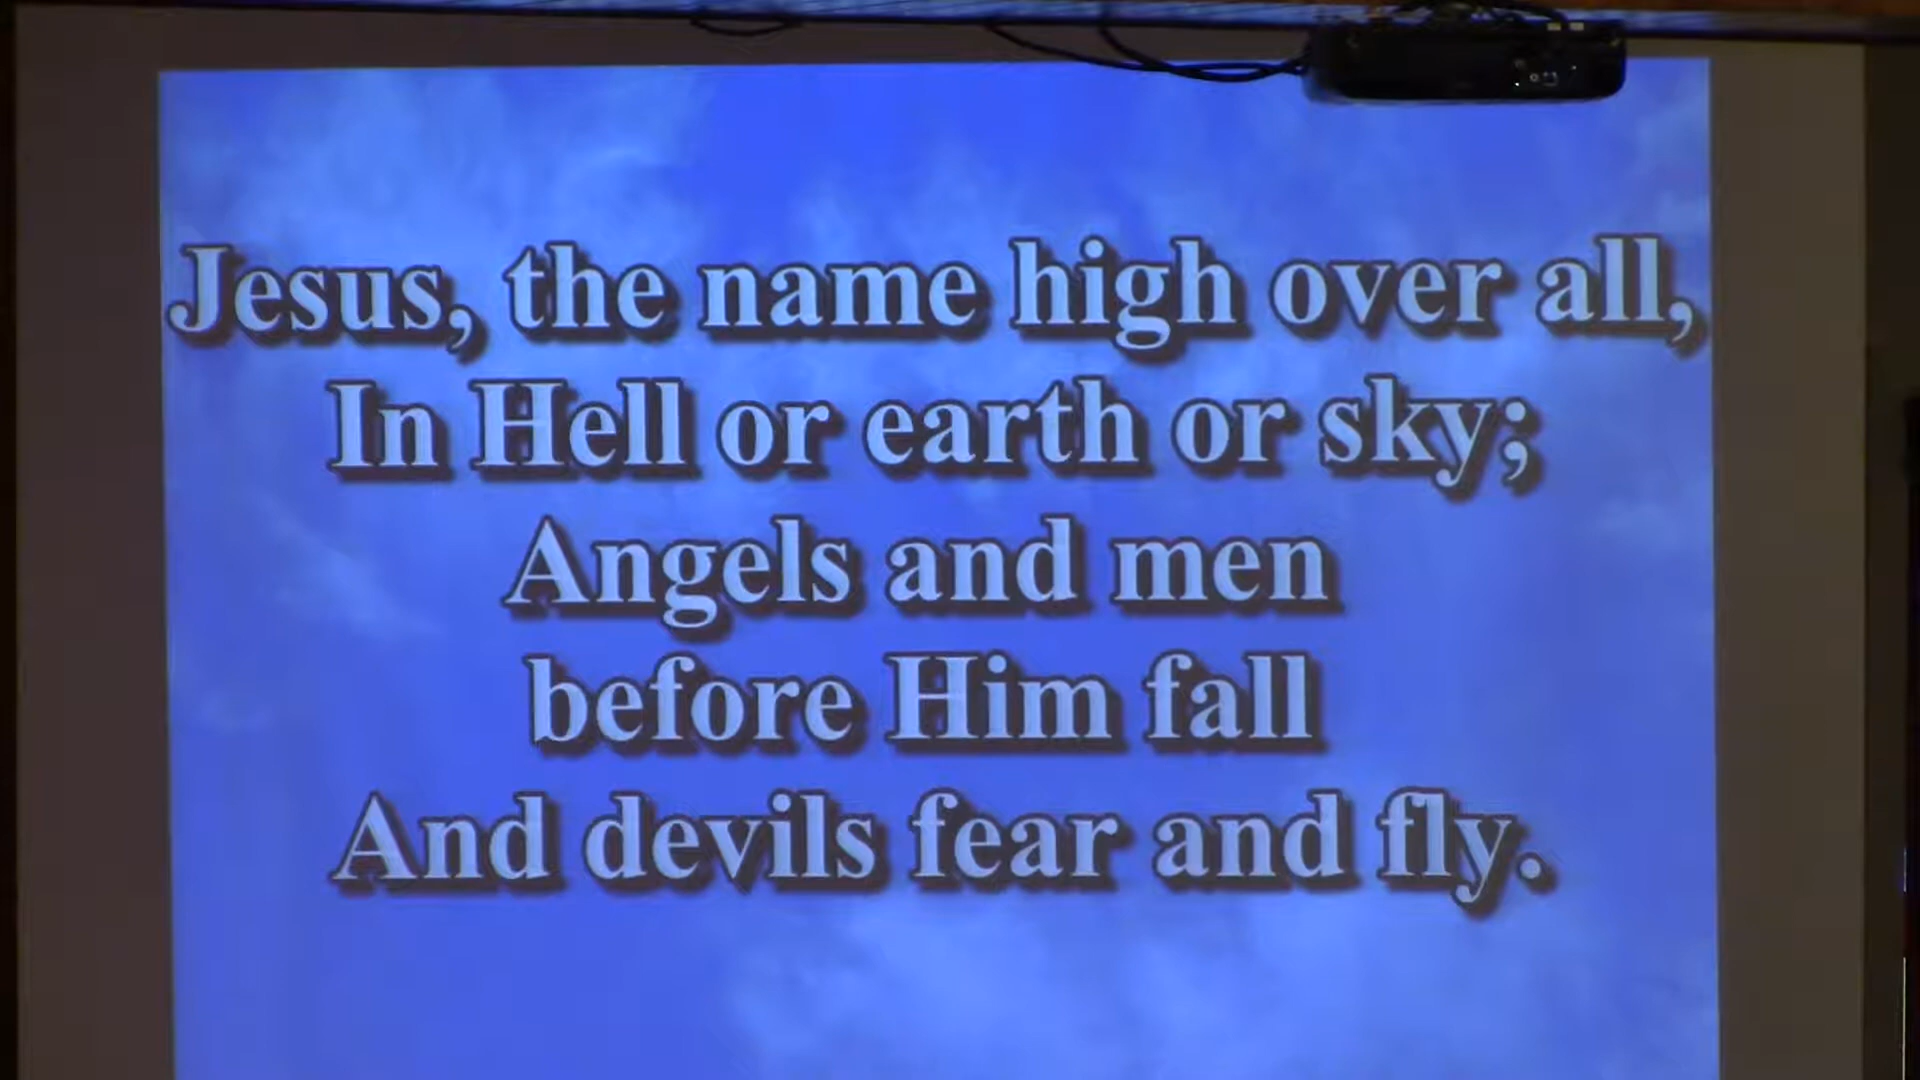 Jesus, the name high over all,
In Hell or earth or sky;
Angels and men
before Him fall
And devils fear and fly.